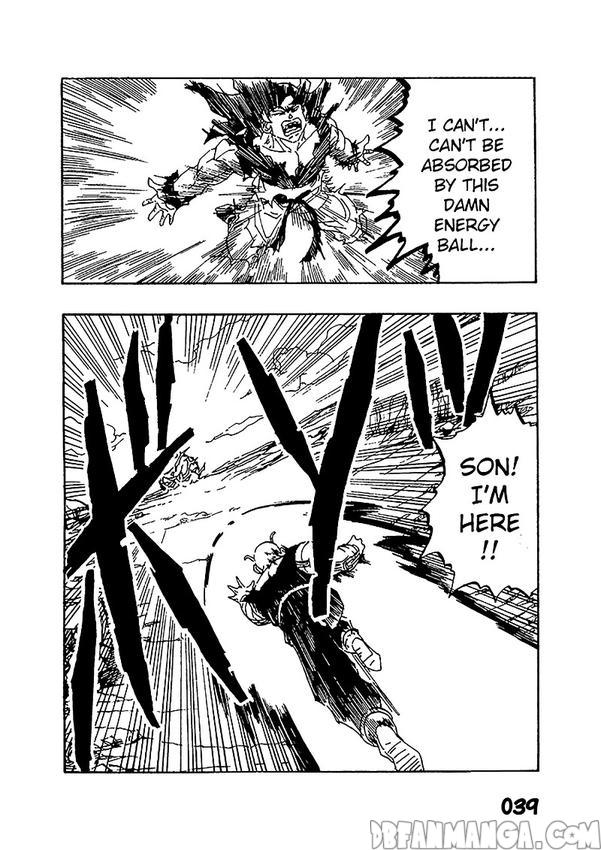 I CAN'T...
CAN'T BE
ABSORBED
BY THIS
DAMN
ENERGY
BALL...
SON!
I'M
HERE
!!
039
DBFANMANGA.COM